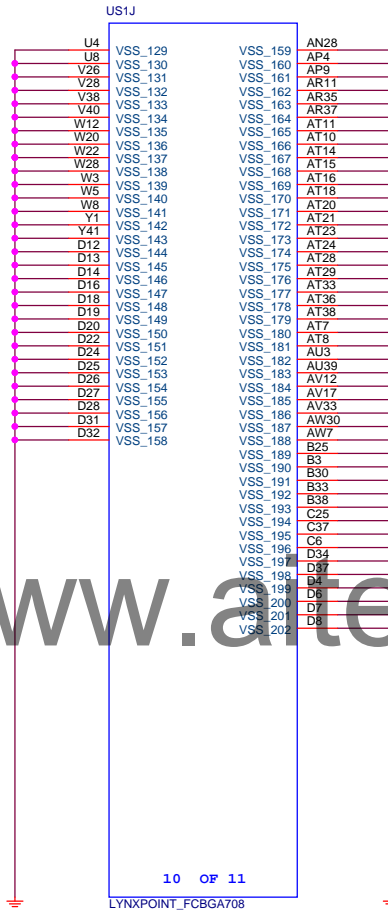 US1J
U4 VSS_129 VSS_159 AN28
U8 VSS_130 VSS_160 AP4
V26 VSS_131 VSS_161 AP9
V28 VSS_132 VSS_162 AR11
V38 VSS_133 VSS_163 AR35
V40 VSS_134 VSS_164 AR37
W12 VSS_135 VSS_165 AT11
W20 VSS_136 VSS_166 AT10
W22 VSS_137 VSS_167 AT14
W28 VSS_138 VSS_168 AT15
W3 VSS_139 VSS_169 AT16
W5 VSS_140 VSS_170 AT18
W8 VSS_141 VSS_171 AT20
Y1 VSS_142 VSS_172 AT21
Y41 VSS_143 VSS_173 AT23
D12 VSS_144 VSS_174 AT24
D13 VSS_145 VSS_175 AT28
D14 VSS_146 VSS_176 AT29
D16 VSS_147 VSS_177 AT33
D18 VSS_148 VSS_178 AT36
D19 VSS_149 VSS_179 AT38
D20 VSS_150 VSS_180 AT7
D22 VSS_151 VSS_181 AT8
D24 VSS_152 VSS_182 AU3
D25 VSS_153 VSS_183 AU39
D26 VSS_154 VSS_184 AV12
D27 VSS_155 VSS_185 AV17
D28 VSS_156 VSS_186 AV33
D31 VSS_157 VSS_187 AW30
D32 VSS_158 VSS_188 AW7
VSS_189 B25
VSS_190 B3
VSS_191 B30
VSS_192 B33
VSS_193 B38
VSS_194 C25
VSS_195 C37
VSS_196 C6
VSS_197 D34
VSS_198 D37
VSS_199 D4
VSS_200 D6
VSS_201 D7
VSS_202 D8
ww.aite
10 OF 11
LYNXPOINT_FCBGA708